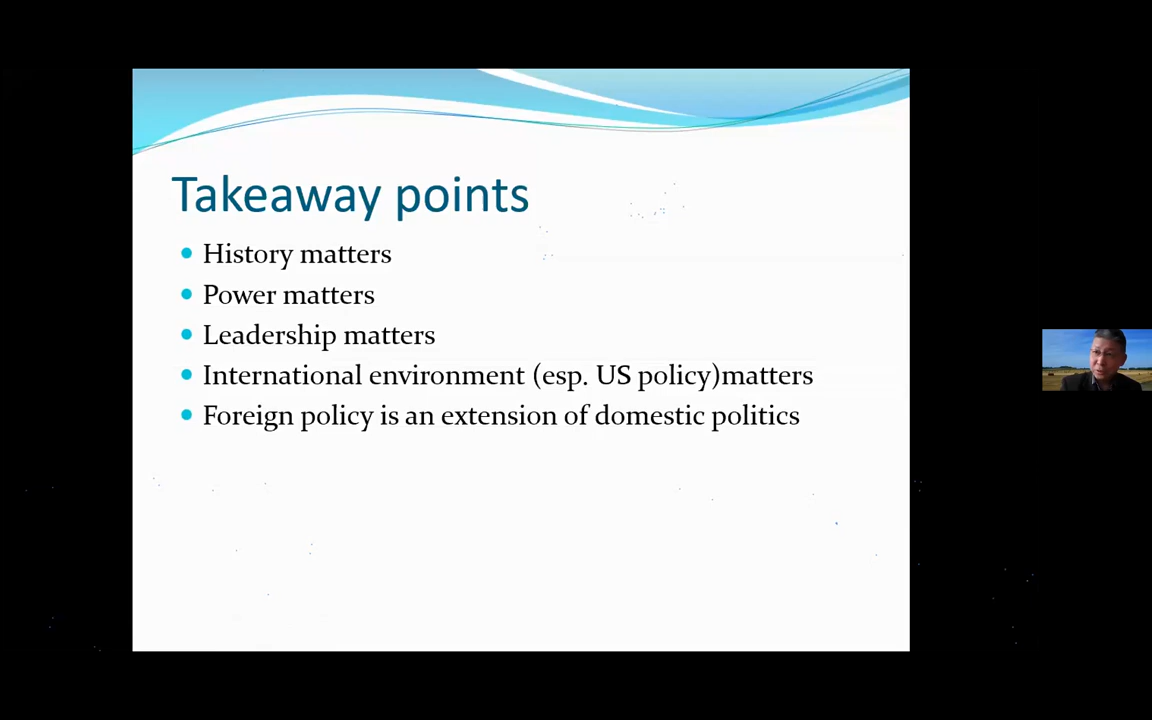 Takeaway points
History matters
Power matters
Leadership matters
International environment (esp. US policy)matters
Foreign policy is an extension of domestic politics